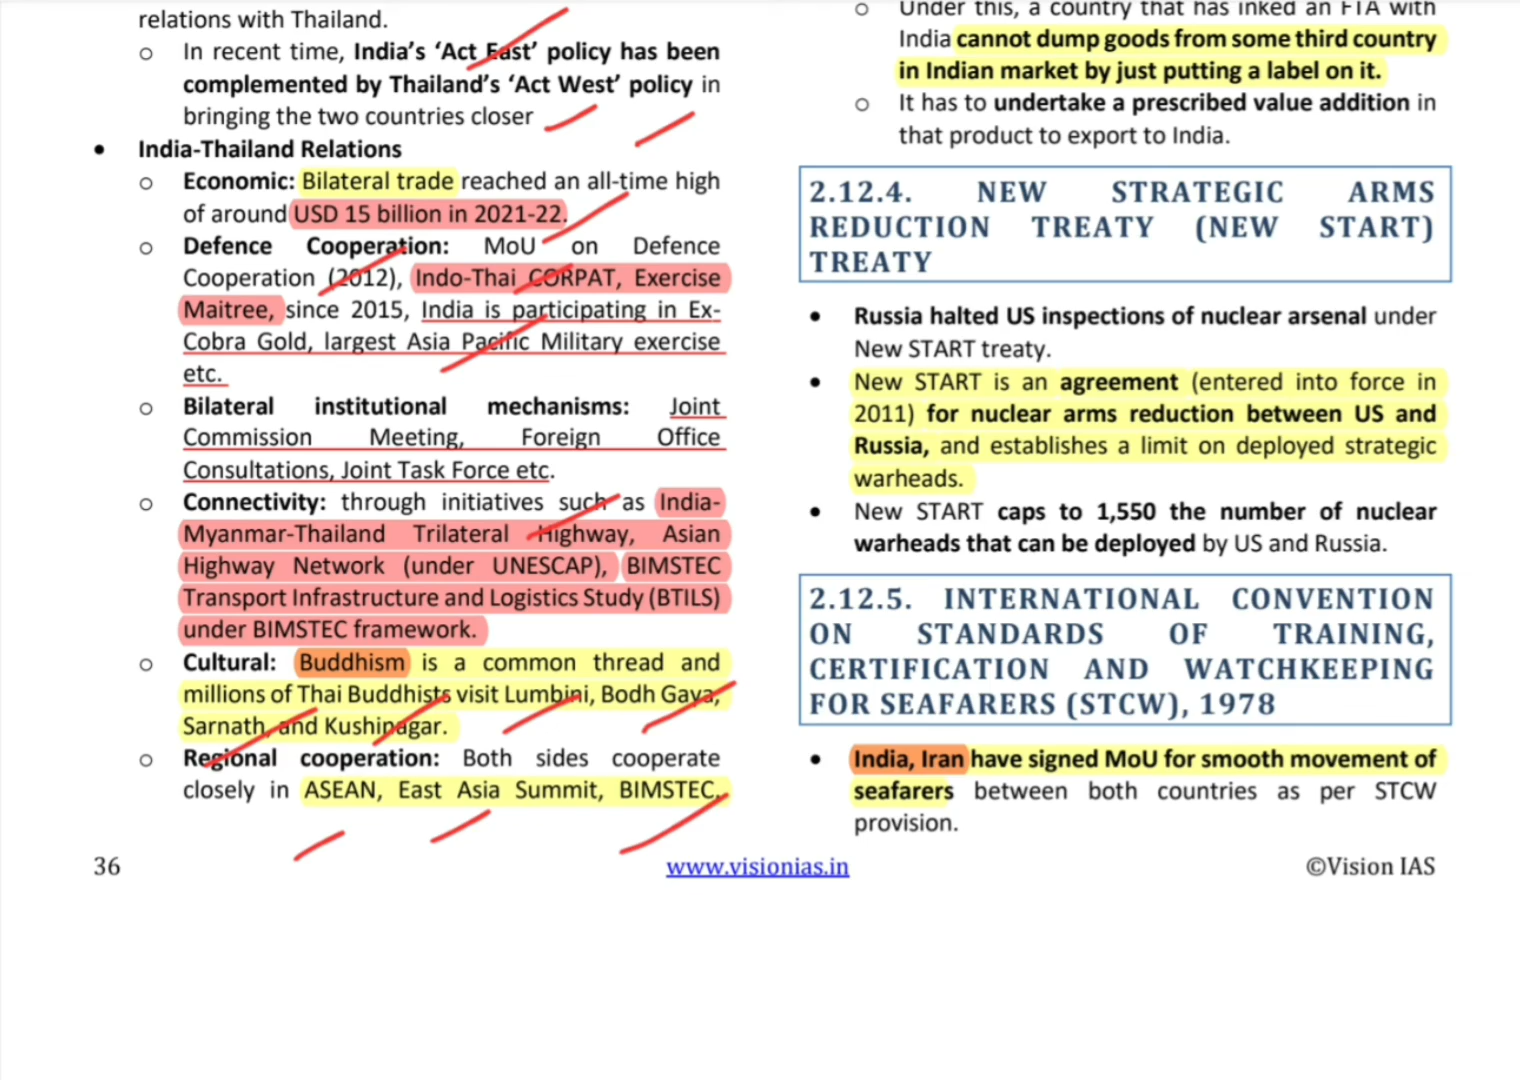 relations with Thailand.
o In recent time, India's 'Act East' policy has been
complemented by Thailand's 'Act West' policy in
bringing the two countries closer
• India-Thailand Relations
o Economic: Bilateral trade reached an all-time high
of around USD 15 billion in 2021-22.
o Defence Cooperation: MoU on Defence
Cooperation (2012), Indo-Thai CORPAT, Exercise
Maitree, since 2015, India is participating in Ex-
Cobra Gold, largest Asia Pacific Military exercise
etc.
o Bilateral institutional mechanisms: Joint
Commission Meeting, Foreign Office
Consultations, Joint Task Force etc.
o Connectivity: through initiatives such as India-
Myanmar-Thailand Trilateral Highway, Asian
Highway Network (under UNESCAP), BIMSTEC
Transport Infrastructure and Logistics Study (BTILS)
under BIMSTEC framework.
o Cultural: Buddhism is a common thread and
millions of Thai Buddhists visit Lumbini, Bodh Gaya,
Sarnath, and Kushinagar.
o Regional cooperation: Both sides cooperate
closely in ASEAN, East Asia Summit, BIMSTEC,
o Under this, a country that has inked an FTA with
India cannot dump goods from some third country
in Indian market by just putting a label on it.
o It has to undertake a prescribed value addition in
that product to export to India.
2.12.4. NEW STRATEGIC ARMS
REDUCTION TREATY (NEW START)
TREATY
• Russia halted US inspections of nuclear arsenal under
New START treaty.
• New START is an agreement (entered into force in
2011) for nuclear arms reduction between US and
Russia, and establishes a limit on deployed strategic
warheads.
• New START caps to 1,550 the number of nuclear
warheads that can be deployed by US and Russia.
2.12.5. INTERNATIONAL CONVENTION
ON STANDARDS OF TRAINING,
CERTIFICATION AND WATCHKEEPING
FOR SEAFARERS (STCW), 1978
• India, Iran have signed MoU for smooth movement of
seafarers between both countries as per STCW
provision.
36
www.visionias.in
©Vision IAS